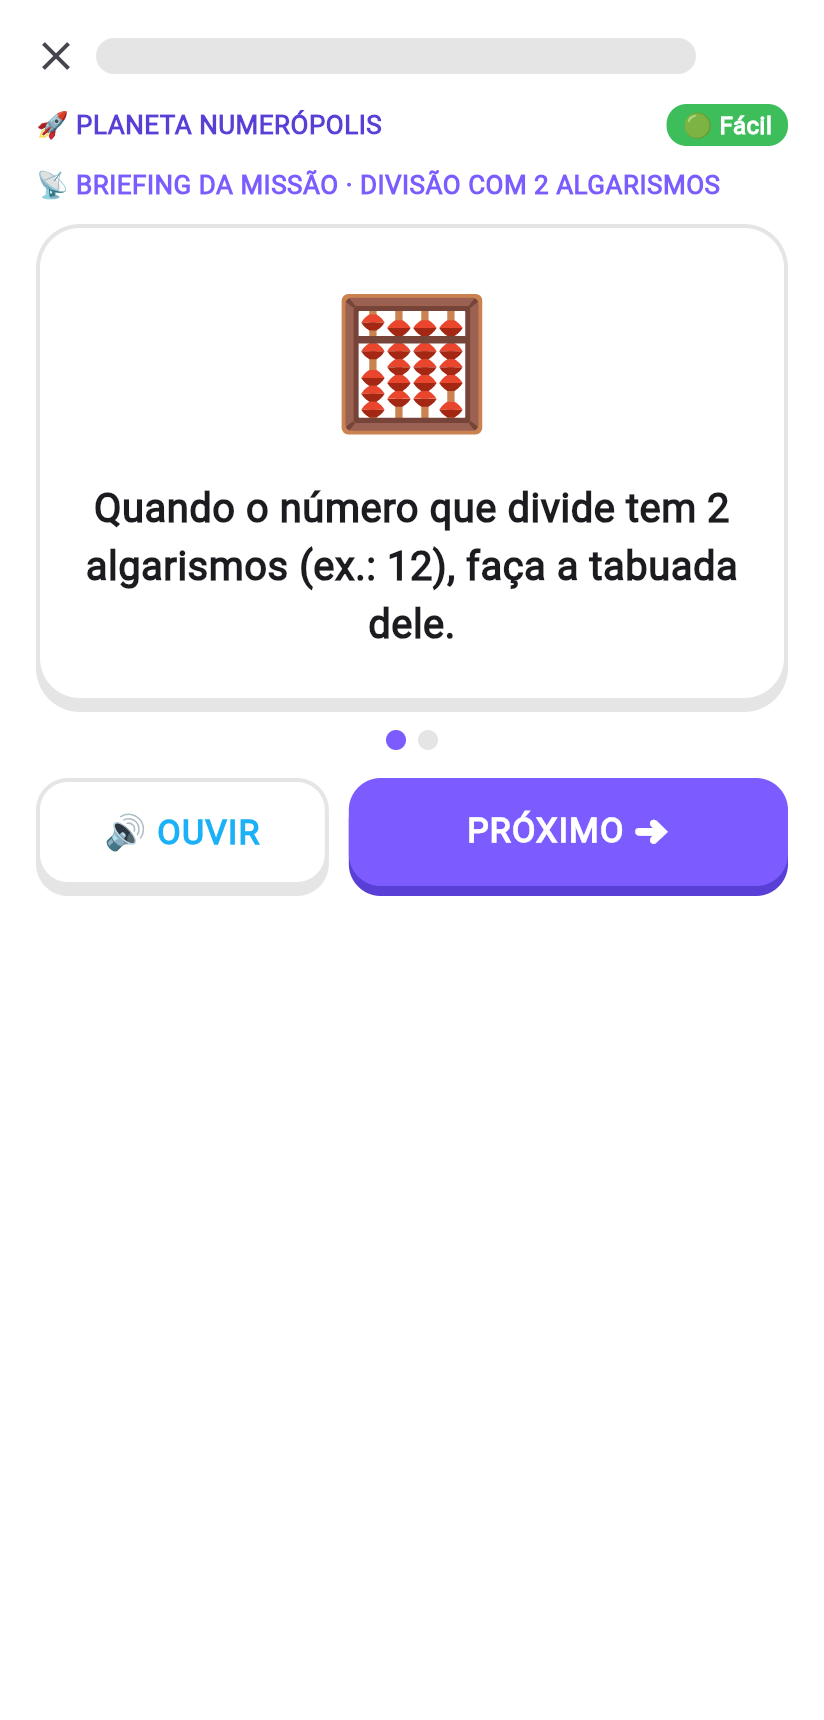 🚀 PLANETA NUMERÓPOLIS
🟢 Fácil
📡 BRIEFING DA MISSÃO · DIVISÃO COM 2 ALGARISMOS
Quando o número que divide tem 2
algarismos (ex.: 12), faça a tabuada
dele.
🔊 OUVIR
PRÓXIMO ➜